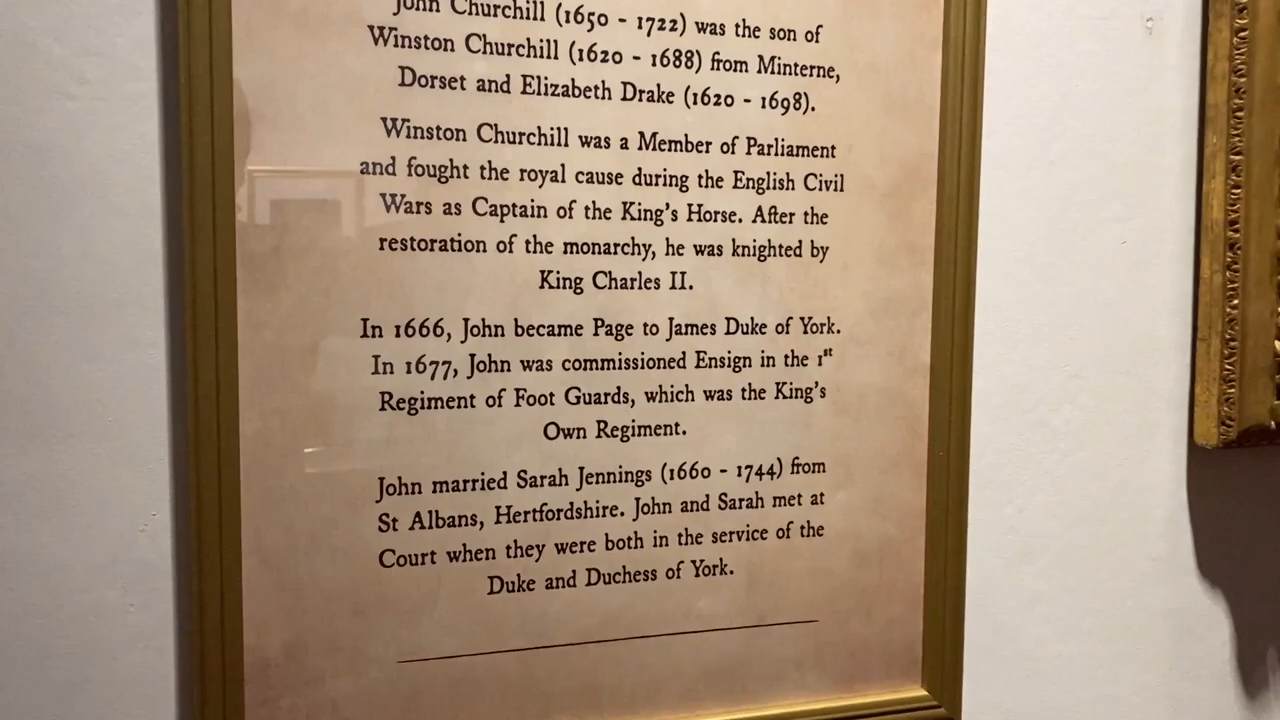 John Churchill (1650 - 1722) was the son of
Winston Churchill (1620 - 1688) from Minterne,
Dorset and Elizabeth Drake (1620 - 1698).
Winston Churchill was a Member of Parliament
and fought the royal cause during the English Civil
Wars as Captain of the King's Horse. After the
restoration of the monarchy, he was knighted by
King Charles II.
In 1666, John became Page to James Duke of York.
In 1677, John was commissioned Ensign in the 1st
Regiment of Foot Guards, which was the King's
Own Regiment.
John married Sarah Jennings (1660 - 1744) from
St Albans, Hertfordshire. John and Sarah met at
Court when they were both in the service of the
Duke and Duchess of York.